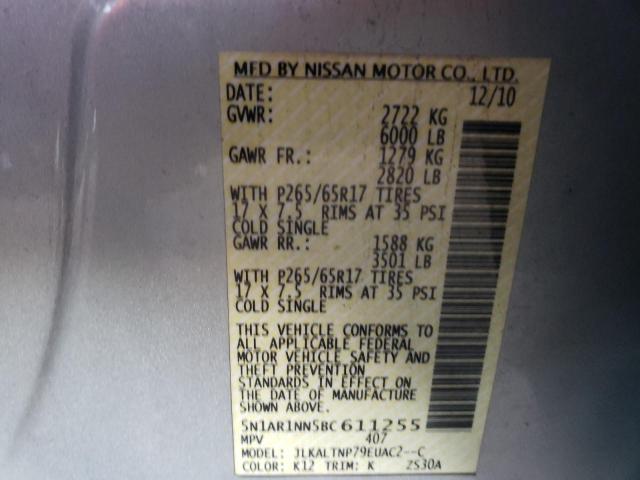 MFD BY NISSAN MOTOR CO., LTD.
DATE: 12/10
GVWR: 2722 KG
6000 LB
GAWR FR.: 1279 KG
2820 LB
WITH P265/65R17 TIRES
17 X 7.5 RIMS AT 35 PSI
COLD SINGLE
GAWR RR.: 1588 KG
3501 LB
WITH P265/65R17 TIRES
17 X 7.5 RIMS AT 35 PSI
COLD SINGLE
THIS VEHICLE CONFORMS TO
ALL APPLICABLE FEDERAL
MOTOR VEHICLE SAFETY AND
THEFT PREVENTION
STANDARDS IN EFFECT ON
THE DATE OF MANUFACTURE
SHOWN ABOVE.
5N1AR1NN5BC611255
MPV 407
MODEL: JLKALTNP79EUAC2--C
COLOR: K12 TRIM: K ZS30A